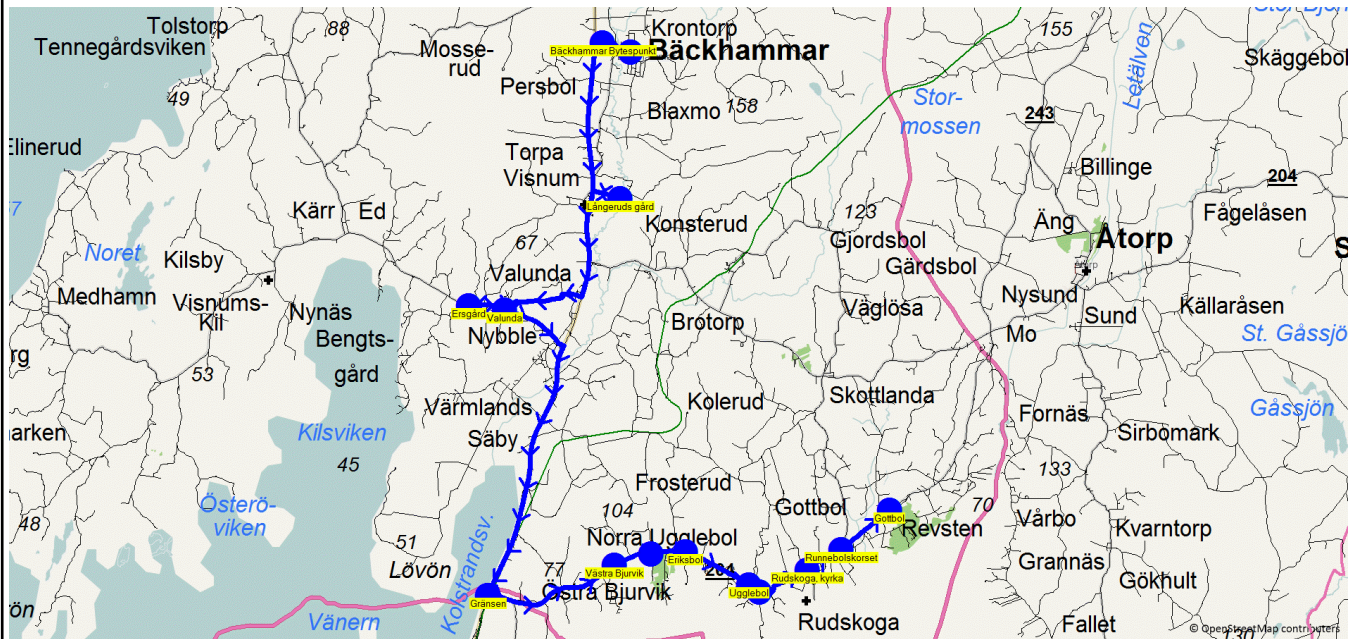 Tolstorp
Tennegårdsviken
88
Mosse-
rud
Krontorp
Bäckhammar Bytespunkt
Bäckhammar
155
Skäggebol
Letälven
49
Persbol
Blaxmo
158
Stor-
mossen
243
Elinerud
Torpa
Visnum
Billinge
204
Kärr
Ed
Långeruds gård
Konsterud
123
Äng
Fågelåsen
67
Gjordsbol
Åtorp
Noret
Kilsby
Valunda
Gärdsbol
Medhamn
Visnums-
Kil
Nynäs
Ersgård
Valunda
Väglösa
Nysund
Källaråsen
Bengts-
gård
Nybble
Brotorp
Sund
Mo
St. Gåssjö
53
Värmlands
Säby
Kolerud
Skottlanda
Fornäs
Gåssjön
Kilsviken
45
Sirbomark
Frosterud
133
48
Österö-
viken
104
Gottbol
Gottbol
70
Revsten
Vårbo
Kvarntorp
51
Lövön
Kolstrandsv.
77
Norra Ugglebol
Eriksbol
Runnebolskorset
Grannäs
Västra Bjurvik
Östra Bjurvik
204
Rudskoga, kyrka
Gökhult
Gränsen
Ugglebol
Vänern
Rudskoga
Fallet
© OpenStreetMap contributers